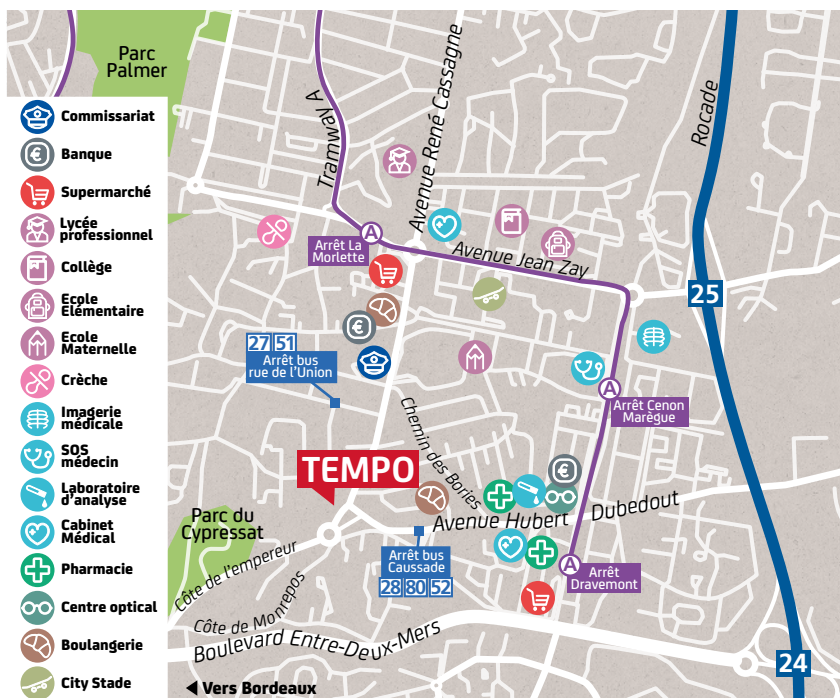 Parc
Palmer
Commissariat
Banque
Supermarché
Lycée
professionnel
Collège
Ecole
Elémentaire
Ecole
Maternelle
Crèche
Imagerie
médicale
SOS
médecin
Laboratoire
d'analyse
Cabinet
Médical
Pharmacie
Centre optical
Boulangerie
City Stade
Tramway A
Avenue René Cassagne
Rocade
A
Arrêt La
Morlette
Avenue Jean Zay
25
27 51
Arrêt bus
rue de l'Union
A
Arrêt Cenon
Marègue
Chemin des Bories
TEMPO
Parc du
Cypressat
Avenue Hubert Dubedout
Arrêt bus
Caussade
28 80 52
A
Arrêt
Dravemont
Côte de l'empereur
Côte de Monrepos
Boulevard Entre-Deux-Mers
24
◄ Vers Bordeaux